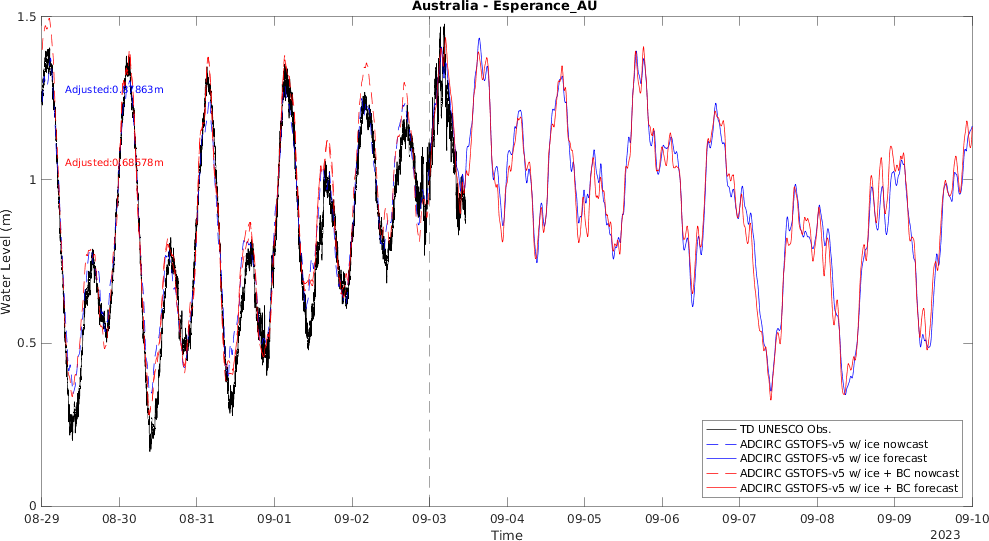 Australia - Esperance_AU
Water Level (m)
1.5
1
0.5
0
Adjusted:0.67863m
Adjusted:0.68678m
TD UNESCO Obs.
ADCIRC GSTOFS-v5 w/ ice nowcast
ADCIRC GSTOFS-v5 w/ ice forecast
ADCIRC GSTOFS-v5 w/ ice + BC nowcast
ADCIRC GSTOFS-v5 w/ ice + BC forecast
08-29 08-30 08-31 09-01 09-02 09-03 09-04 09-05 09-06 09-07 09-08 09-09 09-10
Time
2023